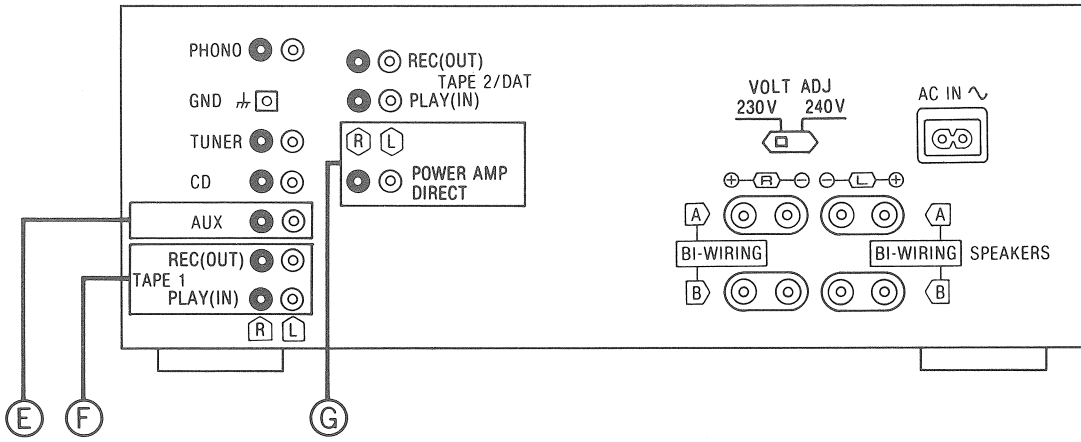 PHONO
GND
TUNER
CD
AUX
REC(OUT)
TAPE 1
PLAY(IN)
R L
REC(OUT)
TAPE 2/DAT
PLAY(IN)
R L
POWER AMP
DIRECT
VOLT ADJ
230V 240V
AC IN ∿
⊕ R ⊖ ⊖ L ⊕
A A
BI-WIRING BI-WIRING SPEAKERS
B B
E F G